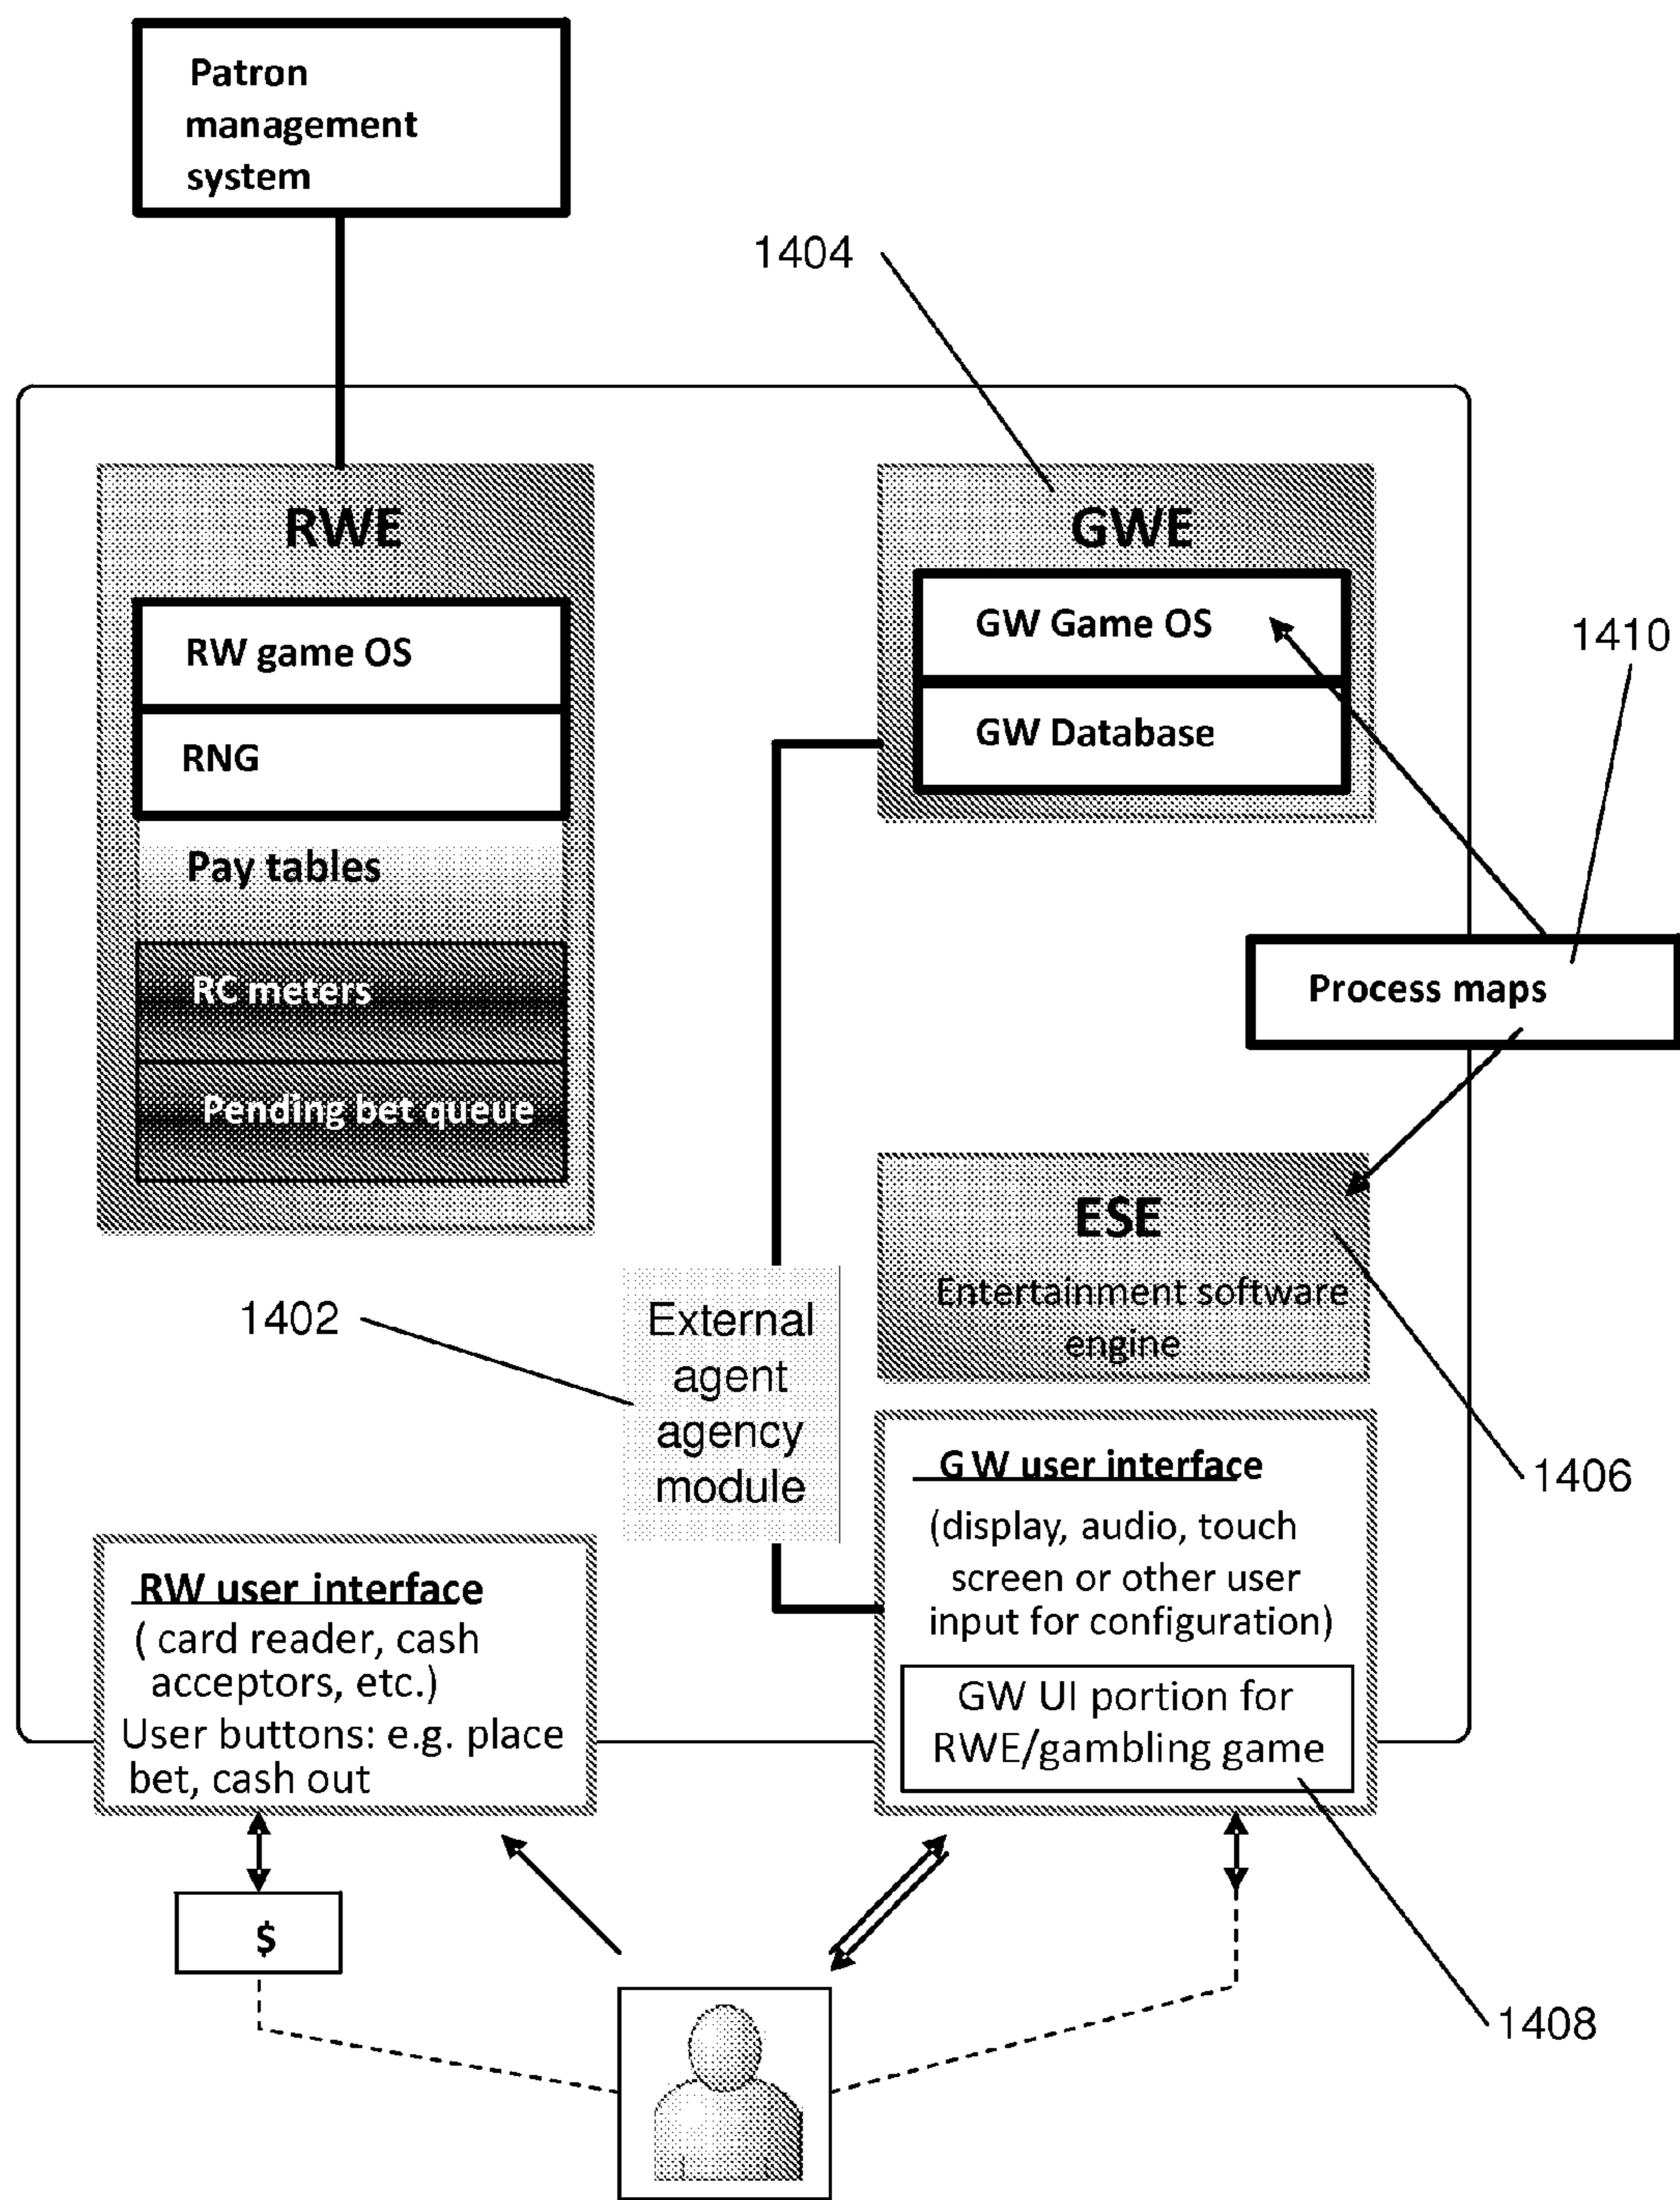 Patron
management
system
1404
RWE
RW game OS
RNG
Pay tables
RC meters
Pending bet queue
GWE
GW Game OS
GW Database
1410
Process maps
ESE
Entertainment software
engine
1402
External
agent
agency
module
1406
GW user interface
(display, audio, touch
screen or other user
input for configuration)
GW UI portion for
RWE/gambling game
RW user interface
( card reader, cash
acceptors, etc.)
User buttons: e.g. place
bet, cash out
$
1408